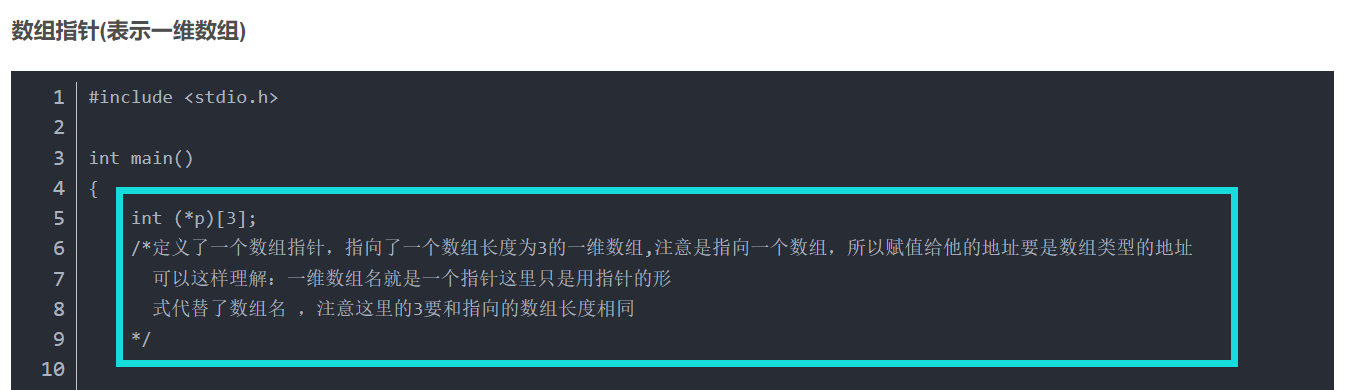 数组指针(表示一维数组)
1 #include <stdio.h>
2
3 int main()
4 {
5 int (*p)[3];
6 /*定义了一个数组指针，指向了一个数组长度为3的一维数组,注意是指向一个数组，所以赋值给他的地址要是数组类型的地址
7 可以这样理解：一维数组名就是一个指针这里只是用指针的形
8 式代替了数组名 ，注意这里的3要和指向的数组长度相同
9 */
10